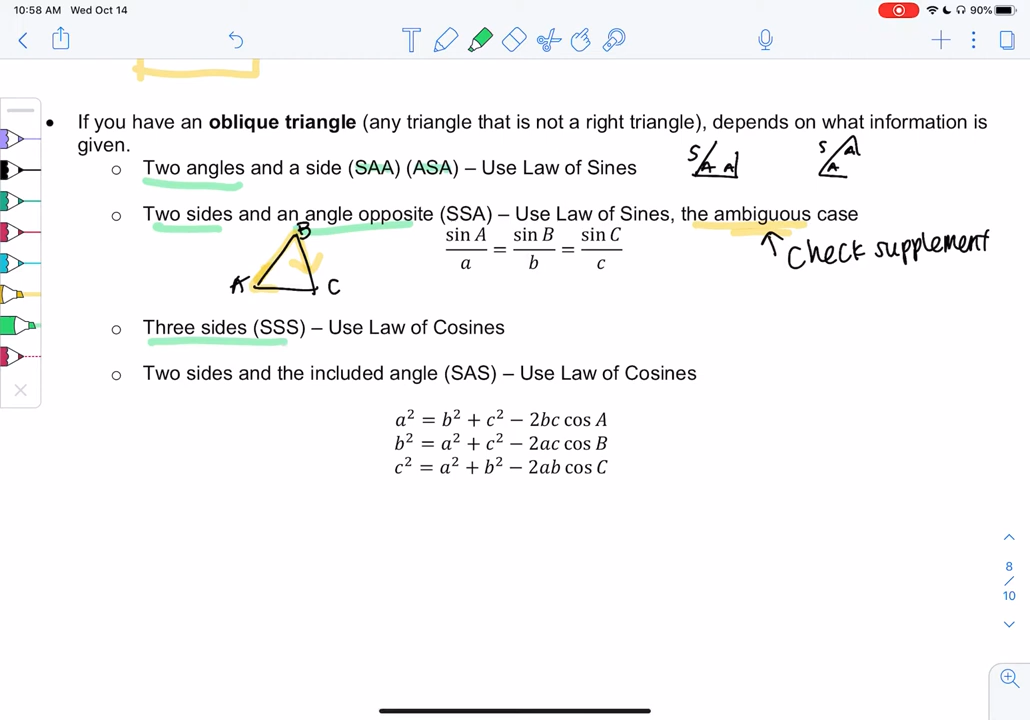 10:58 AM Wed Oct 14
90%
• If you have an oblique triangle (any triangle that is not a right triangle), depends on what information is
given.
o Two angles and a side (SAA) (ASA) – Use Law of Sines
S A A
S A A
o Two sides and an angle opposite (SSA) – Use Law of Sines, the ambiguous case
sin A / a = sin B / b = sin C / c
check supplement
B
A C
o Three sides (SSS) – Use Law of Cosines
o Two sides and the included angle (SAS) – Use Law of Cosines
a² = b² + c² − 2bc cos A
b² = a² + c² − 2ac cos B
c² = a² + b² − 2ab cos C
8
/
10